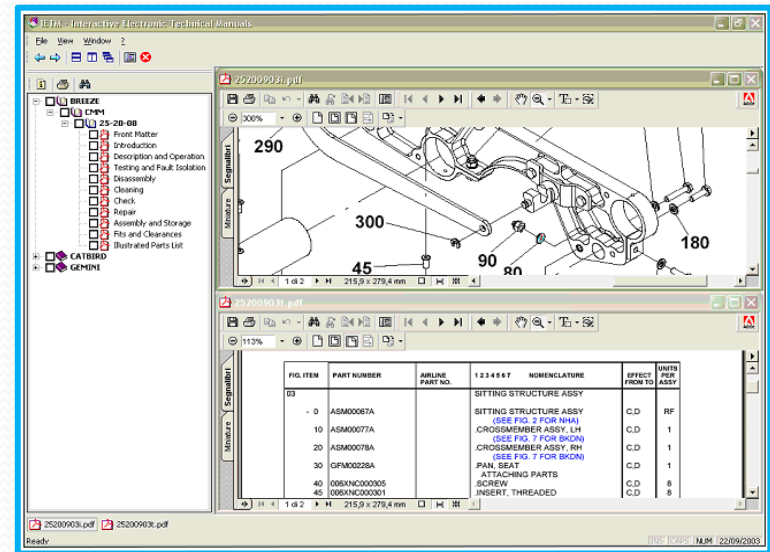 IETM - Interactive Electronic Technical Manuals
File View Window ?
BREEZE
CMM
25-20-08
Front Matter
Introduction
Description and Operation
Testing and Fault Isolation
Disassembly
Cleaning
Check
Repair
Assembly and Storage
Fits and Clearances
Illustrated Parts List
CATBIRD
GEMINI
25200903i.pdf
300%
Segnalibri
Miniature
290
300
45
90
80
180
1 di 2 215,9 x 279,4 mm
25200903t.pdf
113%
Segnalibri
Miniature
FIG. ITEM PART NUMBER AIRLINE PART NO. 1 2 3 4 5 6 7 NOMENCLATURE EFFECT FROM TO UNITS PER ASSY
03 SITTING STRUCTURE ASSY
- 0 ASM00067A SITTING STRUCTURE ASSY C,D RF
(SEE FIG. 2 FOR NHA)
10 ASM00077A .CROSSMEMBER ASSY, LH C,D 1
(SEE FIG. 7 FOR BKDN)
20 ASM00078A .CROSSMEMBER ASSY, RH C,D 1
(SEE FIG. 7 FOR BKDN)
30 GFM00228A .PAN, SEAT C,D 1
ATTACHING PARTS
40 006XNC000305 .SCREW C,D 8
45 006XNC000301 .INSERT, THREADED C,D 8
1 di 2 215,9 x 279,4 mm
25200903i.pdf 25200903t.pdf
Ready INS CAPS NUM 22/09/2003